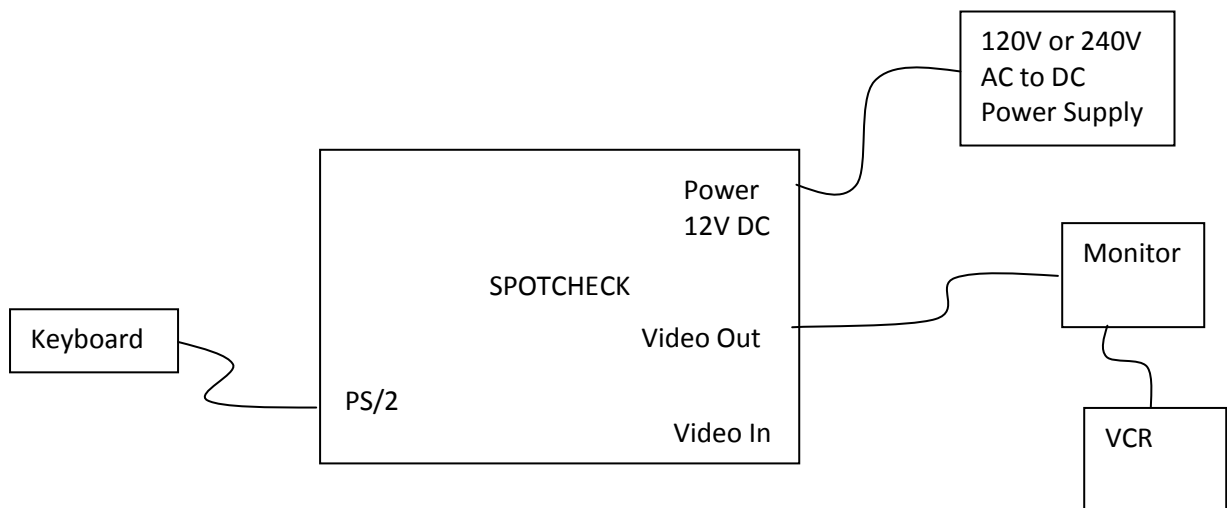 120V or 240V
AC to DC
Power Supply
Power
12V DC
Monitor
SPOTCHECK
Keyboard
Video Out
PS/2
Video In
VCR